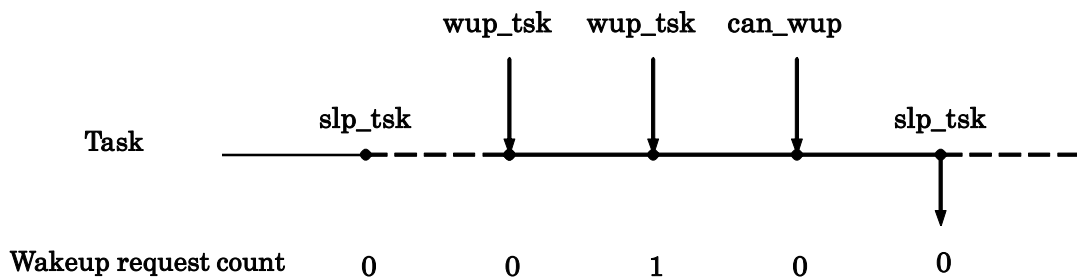 wup_tsk wup_tsk can_wup
slp_tsk slp_tsk
Task
Wakeup request count 0 0 1 0 0